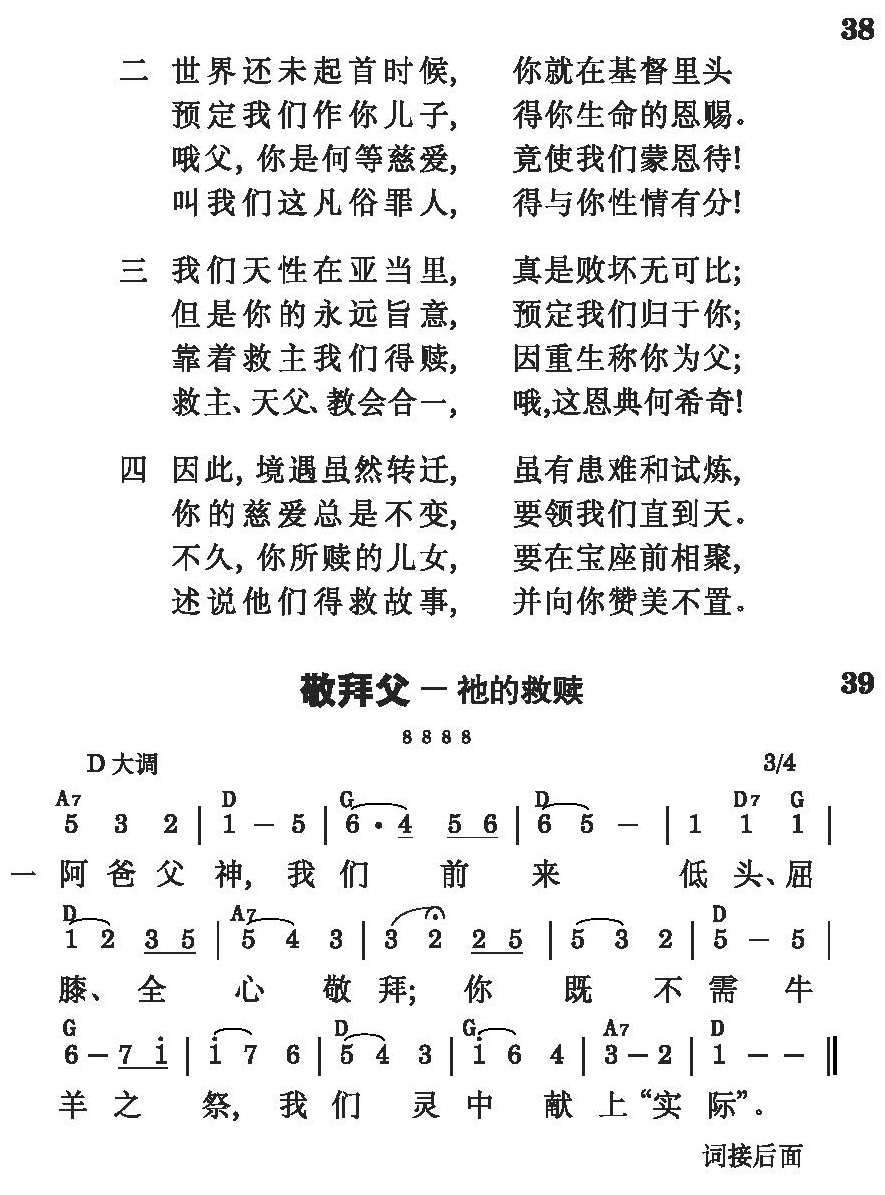 38
二 世界还未起首时候, 你就在基督里头
预定我们作你儿子, 得你生命的恩赐。
哦父, 你是何等慈爱, 竟使我们蒙恩待!
叫我们这凡俗罪人, 得与你性情有分!
三 我们天性在亚当里, 真是败坏无可比;
但是你的永远旨意, 预定我们归于你;
靠着救主我们得赎, 因重生称你为父;
救主、天父、教会合一, 哦,这恩典何希奇!
四 因此, 境遇虽然转迁, 虽有患难和试炼,
你的慈爱总是不变, 要领我们直到天。
不久, 你所赎的儿女, 要在宝座前相聚,
述说他们得救故事, 并向你赞美不置。
敬拜父 — 祂的救赎 39
8 8 8 8
D 大调 3/4
A7 D G D D7 G
5 3 2 | 1 – 5 | 6 · 4 5 6 | 6 5 – | 1 1 1 |
一 阿爸父神, 我们 前 来 低头、屈
D A7 D
1 2 3 5 | 5 4 3 | 3 2 2 5 | 5 3 2 | 5 – 5 |
膝、全 心 敬拜; 你 既 不需牛
G D G A7 D
6 – 7 i | i 7 6 | 5 4 3 | i 6 4 | 3 – 2 | 1 – – ‖
羊之 祭, 我们 灵中 献上“实际”。
词接后面